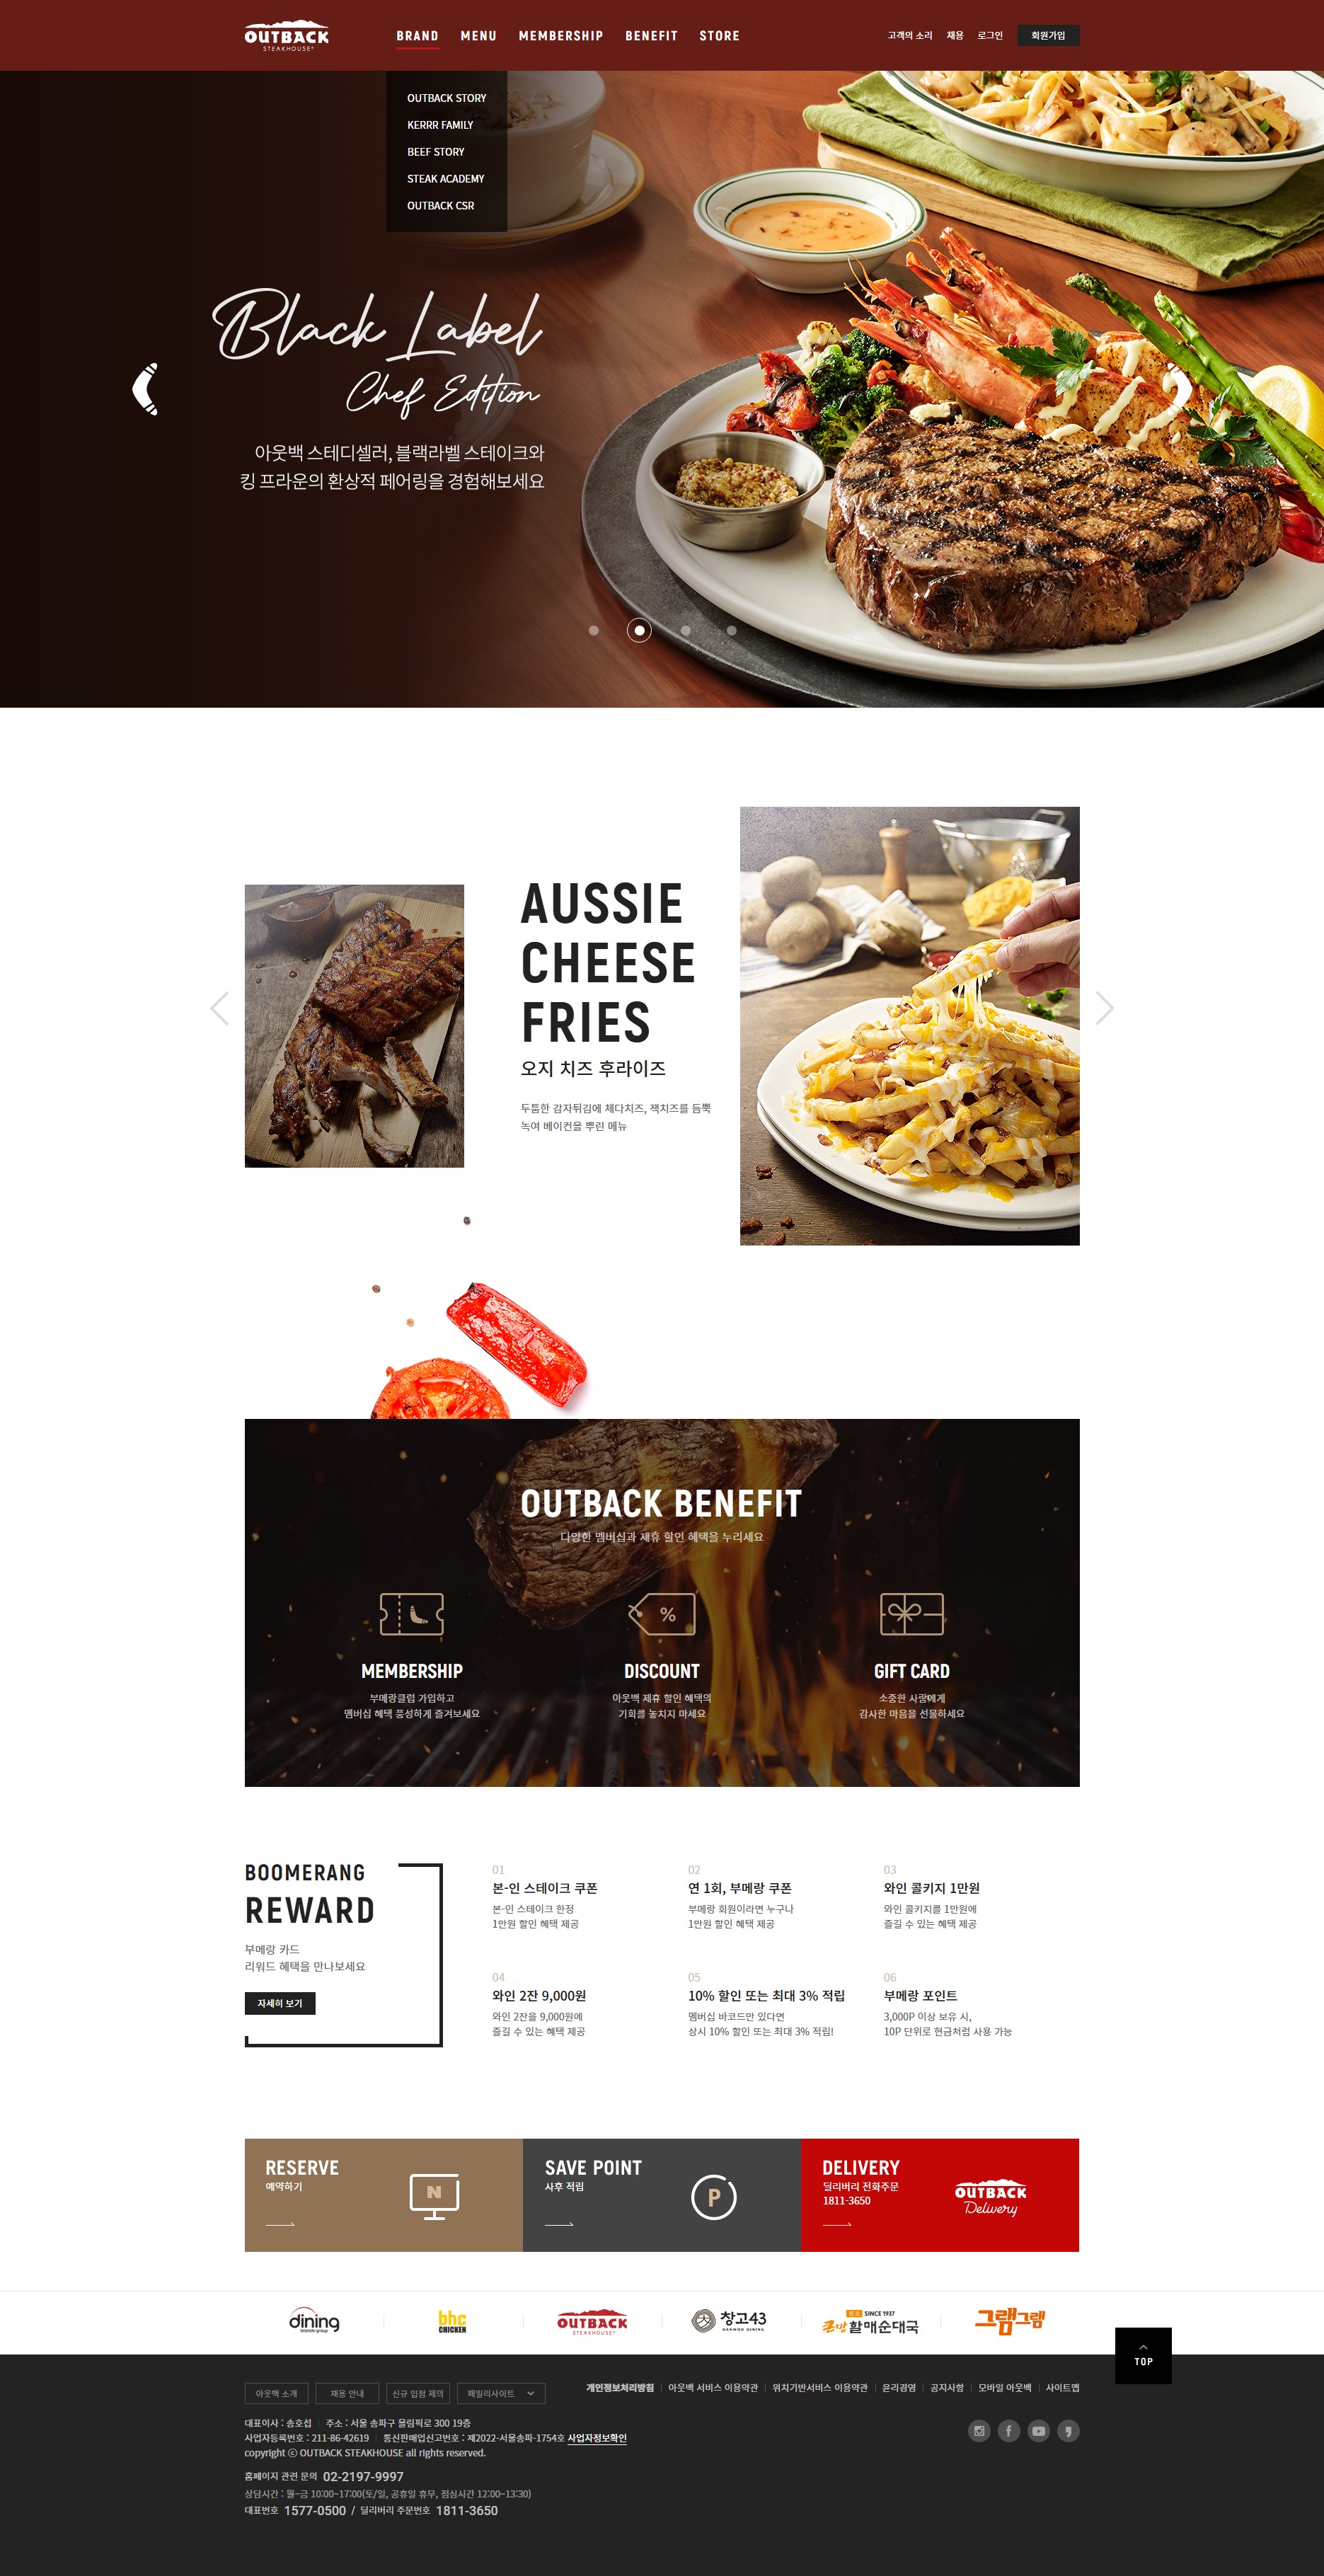 OUTBACK
STEAKHOUSE®
BRAND
MENU
MEMBERSHIP
BENEFIT
STORE
고객의 소리
채용
로그인
회원가입
OUTBACK STORY
KERRR FAMILY
BEEF STORY
STEAK ACADEMY
OUTBACK CSR
Black Label
Chef Edition
아웃백 스테디셀러, 블랙라벨 스테이크와
킹 프라운의 환상적 페어링을 경험해보세요
AUSSIE
CHEESE
FRIES
오지 치즈 후라이즈
두툼한 감자튀김에 체다치즈, 잭치즈를 듬뿍
녹여 베이컨을 뿌린 메뉴
OUTBACK BENEFIT
다양한 멤버십과 제휴 할인 혜택을 누리세요
%
MEMBERSHIP
부메랑클럽 가입하고
멤버십 혜택 풍성하게 즐겨보세요
DISCOUNT
아웃백 제휴 할인 혜택의
기회를 놓치지 마세요
GIFT CARD
소중한 사람에게
감사한 마음을 선물하세요
BOOMERANG
REWARD
부메랑 카드
리워드 혜택을 만나보세요
자세히 보기
01
본-인 스테이크 쿠폰
본-인 스테이크 한정
1만원 할인 혜택 제공
02
연 1회, 부메랑 쿠폰
부메랑 회원이라면 누구나
1만원 할인 혜택 제공
03
와인 콜키지 1만원
와인 콜키지를 1만원에
즐길 수 있는 혜택 제공
04
와인 2잔 9,000원
와인 2잔을 9,000원에
즐길 수 있는 혜택 제공
05
10% 할인 또는 최대 3% 적립
멤버십 바코드만 있다면
상시 10% 할인 또는 최대 3% 적립!
06
부메랑 포인트
3,000P 이상 보유 시,
10P 단위로 현금처럼 사용 가능
RESERVE
예약하기
N
SAVE POINT
사후 적립
P
DELIVERY
딜리버리 전화주문
1811-3650
OUTBACK
Delivery
dining
brands group
bhc
CHICKEN
OUTBACK
STEAKHOUSE®
창고43
HANWOO DINING
SINCE 1937
큰맘할매순대국
그램그램
TOP
아웃백 소개
채용 안내
신규 입점 제의
패밀리사이트
개인정보처리방침
아웃백 서비스 이용약관
위치기반서비스 이용약관
윤리경영
공지사항
모바일 아웃백
사이트맵
대표이사 : 송호섭 주소 : 서울 송파구 올림픽로 300 19층
사업자등록번호 : 211-86-42619 통신판매업신고번호 : 제2022-서울송파-1754호 사업자정보확인
copyright ⓒ OUTBACK STEAKHOUSE all rights reserved.
홈페이지 관련 문의 02-2197-9997
상담시간 : 월~금 10:00~17:00(토/일, 공휴일 휴무, 점심시간 12:00~13:30)
대표번호 1577-0500 / 딜리버리 주문번호 1811-3650